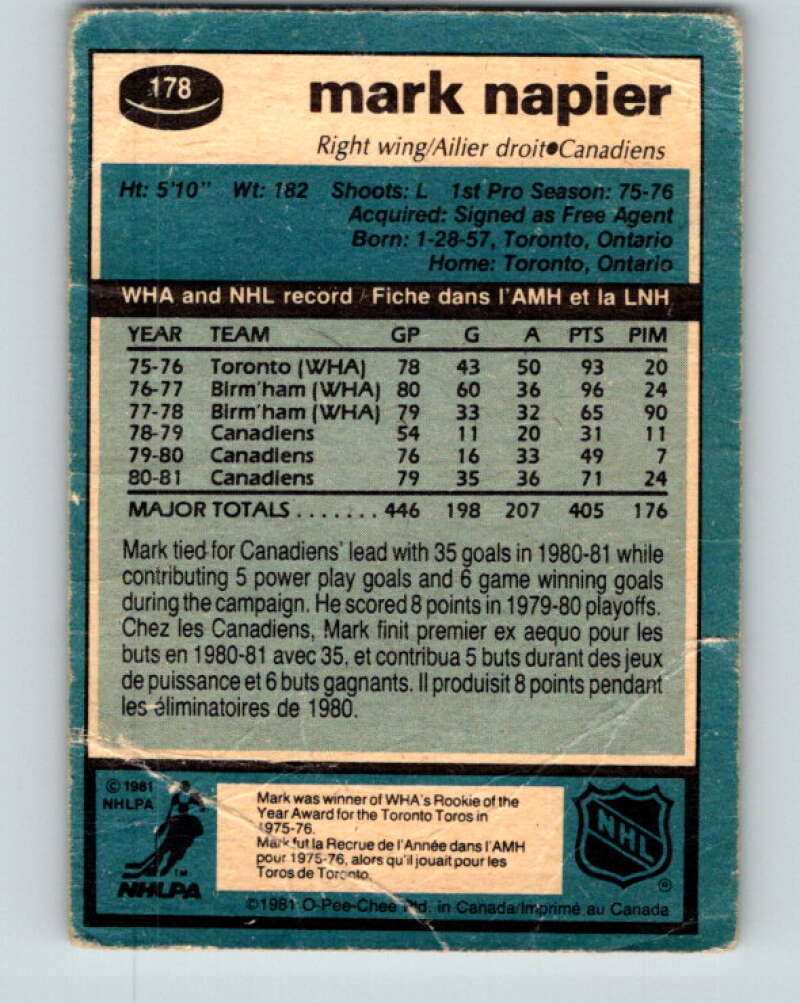 178
mark napier
Right wing/Ailier droit•Canadiens
Ht: 5'10" Wt: 182 Shoots: L 1st Pro Season: 75-76
Acquired: Signed as Free Agent
Born: 1-28-57, Toronto, Ontario
Home: Toronto, Ontario
WHA and NHL record / Fiche dans l'AMH et la LNH
YEAR TEAM GP G A PTS PIM
75-76 Toronto (WHA) 78 43 50 93 20
76-77 Birm'ham (WHA) 80 60 36 96 24
77-78 Birm'ham (WHA) 79 33 32 65 90
78-79 Canadiens 54 11 20 31 11
79-80 Canadiens 76 16 33 49 7
80-81 Canadiens 79 35 36 71 24
MAJOR TOTALS . . . . . . . 446 198 207 405 176
Mark tied for Canadiens' lead with 35 goals in 1980-81 while
contributing 5 power play goals and 6 game winning goals
during the campaign. He scored 8 points in 1979-80 playoffs.
Chez les Canadiens, Mark finit premier ex aequo pour les
buts en 1980-81 avec 35, et contribua 5 buts durant des jeux
de puissance et 6 buts gagnants. Il produisit 8 points pendant
les éliminatoires de 1980.
© 1981
NHLPA
TM
NHLPA
Mark was winner of WHA's Rookie of the
Year Award for the Toronto Toros in
1975-76.
Mark fut la Recrue de l'Année dans l'AMH
pour 1975-76, alors qu'il jouait pour les
Toros de Toronto.
NHL
®
©1981 O-Pee-Chee Ptd. in Canada/Imprimé au Canada